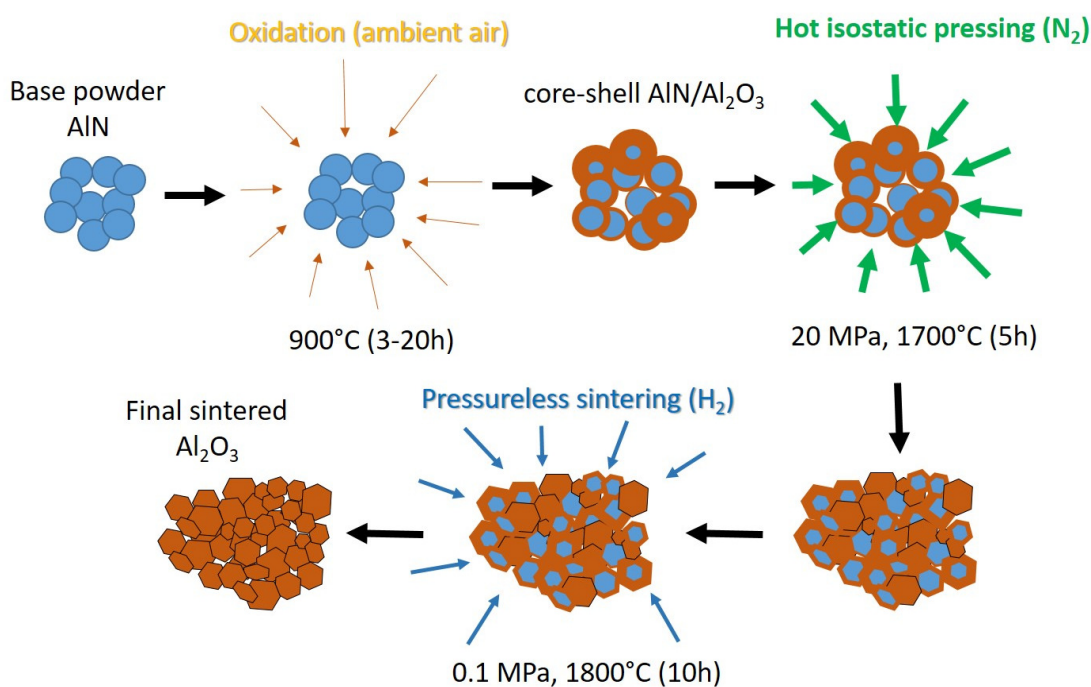 Oxidation (ambient air)
Hot isostatic pressing (N₂)
Base powder
AlN
core-shell AlN/Al₂O₃
900°C (3-20h)
20 MPa, 1700°C (5h)
Final sintered
Al₂O₃
Pressureless sintering (H₂)
0.1 MPa, 1800°C (10h)